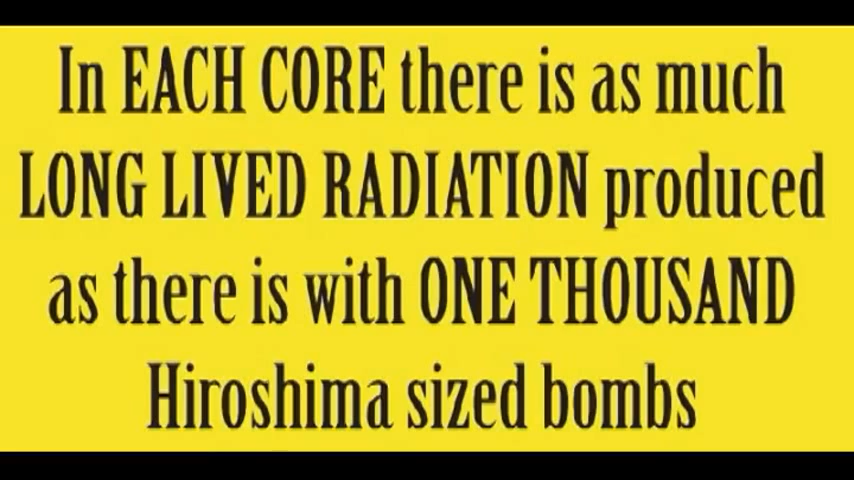 In EACH CORE there is as much
LONG LIVED RADIATION produced
as there is with ONE THOUSAND
Hiroshima sized bombs